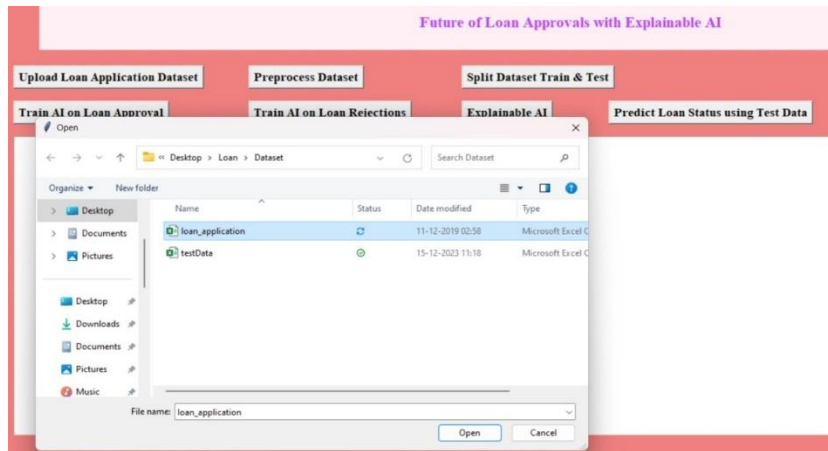 Future of Loan Approvals with Explainable AI
Upload Loan Application Dataset Preprocess Dataset Split Dataset Train & Test
Train AI on Loan Approval Train AI on Loan Rejections Explainable AI Predict Loan Status using Test Data
Open
« Desktop > Loan > Dataset Search Dataset
Organize New folder
Name Status Date modified Type
Desktop
loan_application 11-12-2019 02:58 Microsoft Excel C
Documents
testData 15-12-2023 11:18 Microsoft Excel C
Pictures
Desktop
Downloads
Documents
Pictures
Music
File name: loan_application
Open Cancel